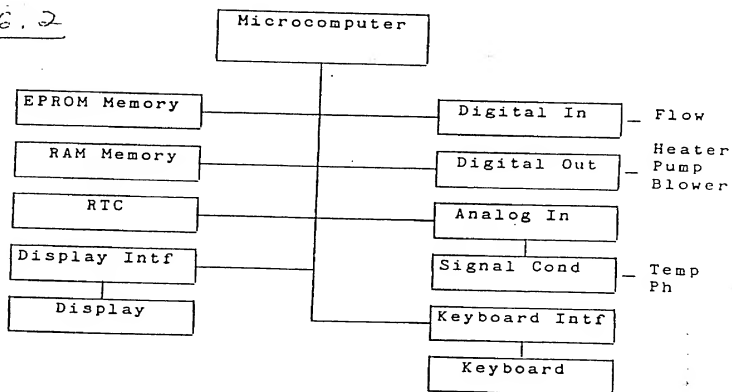 6.2
Microcomputer
EPROM Memory
Digital In
Flow
RAM Memory
Digital Out
Heater
Pump
Blower
RTC
Analog In
Display Intf
Signal Cond
Temp
Ph
Display
Keyboard Intf
Keyboard